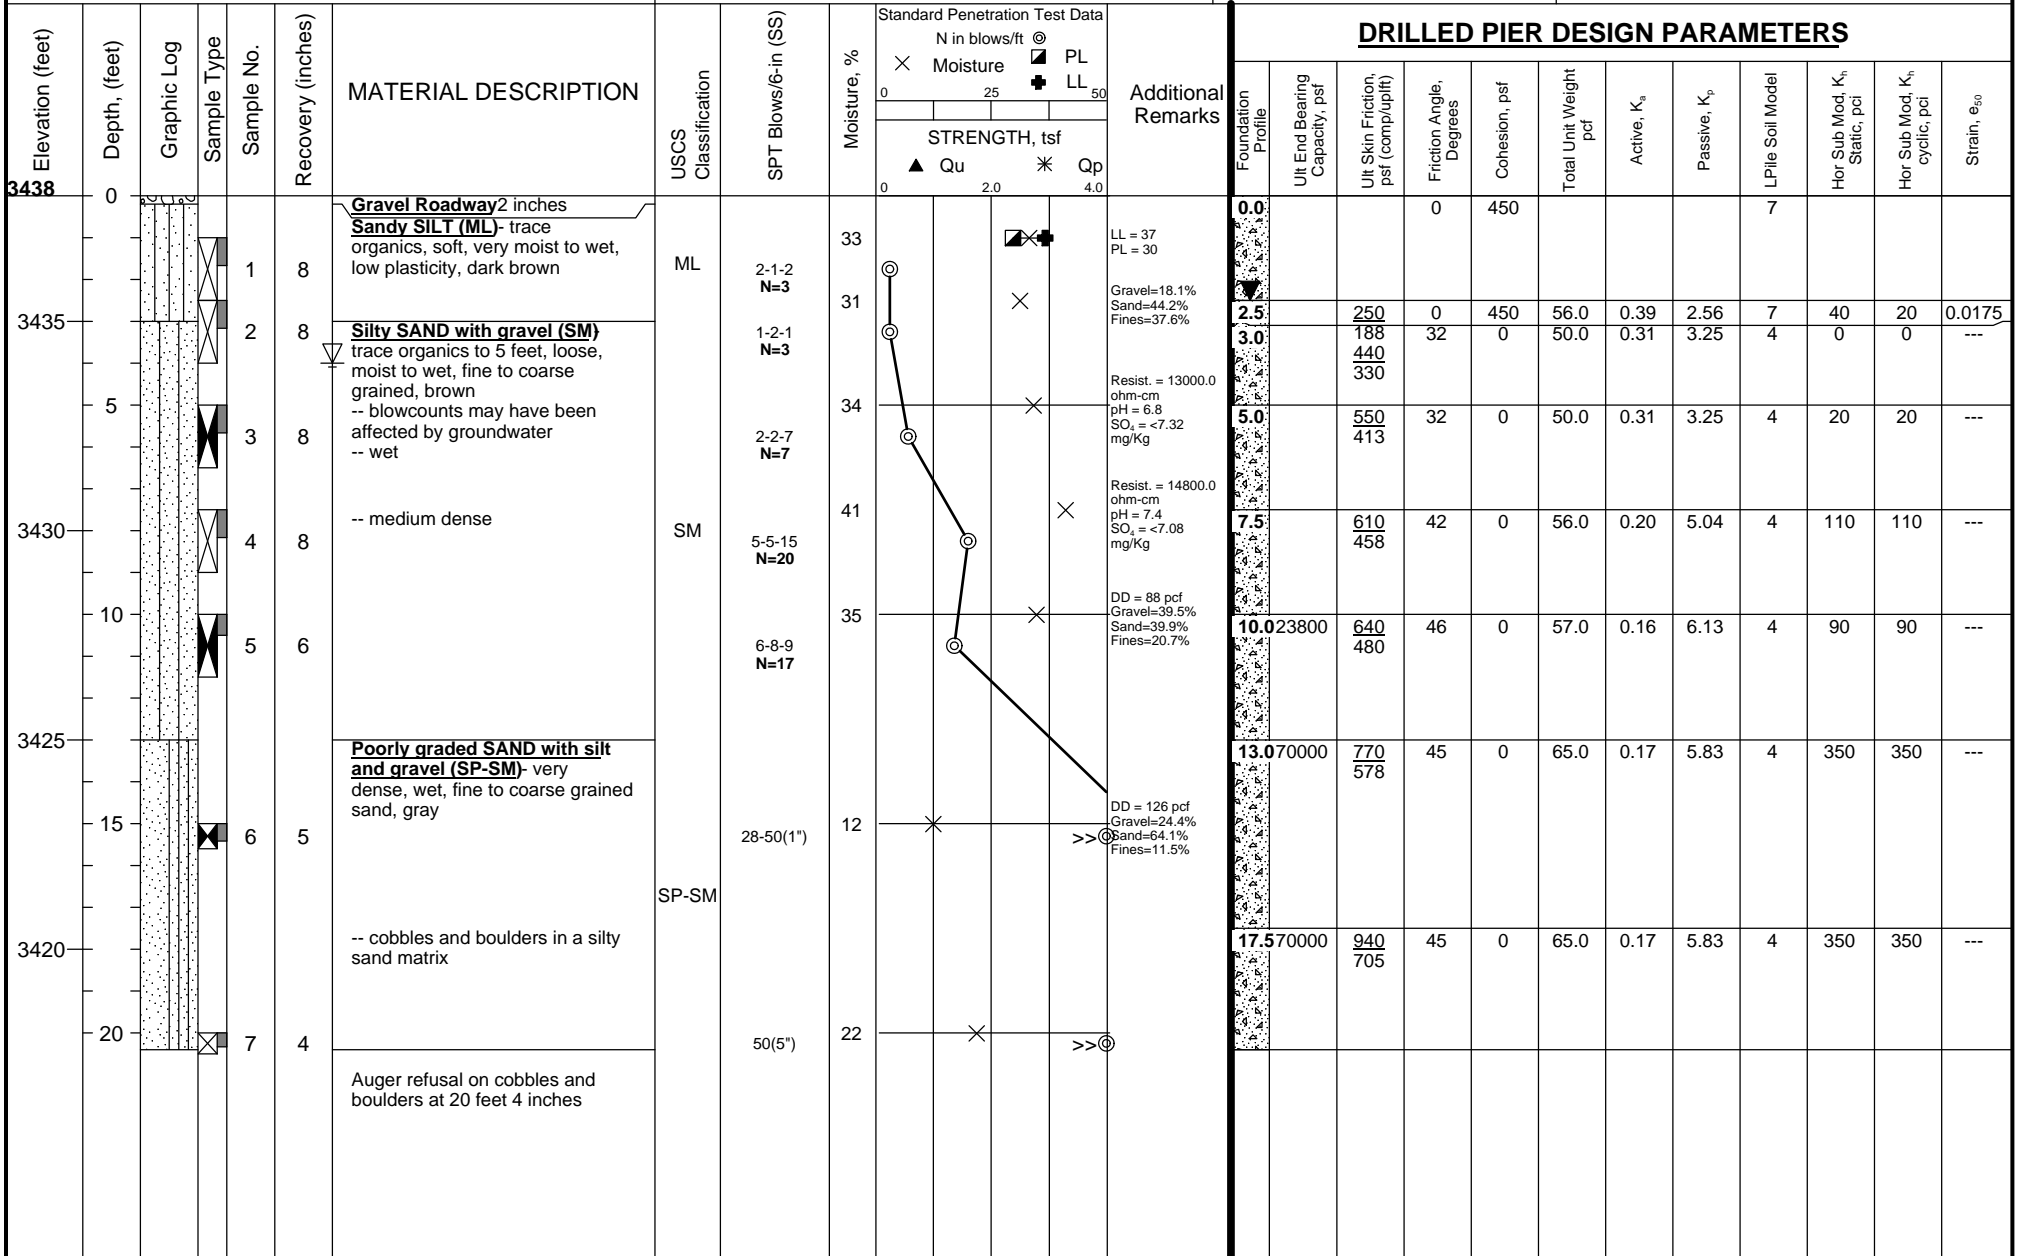 Elevation (feet)
Depth, (feet)
Graphic Log
Sample Type
Sample No.
Recovery (inches)
MATERIAL DESCRIPTION
USCS
Classification
SPT Blows/6-in (SS)
Moisture, %
Standard Penetration Test Data
N in blows/ft
Moisture
PL
LL
0 25 50
STRENGTH, tsf
Qu Qp
0 2.0 4.0
Additional
Remarks
DRILLED PIER DESIGN PARAMETERS
Foundation
Profile
Ult End Bearing
Capacity, psf
Ult Skin Friction,
psf (comp/uplift)
Friction Angle,
Degrees
Cohesion, psf
Total Unit Weight
pcf
Active, Kₐ
Passive, Kₚ
LPile Soil Model
Hor Sub Mod, Kₕ
Static, pci
Hor Sub Mod, Kₕ
cyclic, pci
Strain, e₅₀
3438
0
3435
5
3430
10
3425
15
3420
20
1 8
2 8
3 8
4 8
5 6
6 5
7 4
Gravel Roadway2 inches
Sandy SILT (ML)- trace
organics, soft, very moist to wet,
low plasticity, dark brown
Silty SAND with gravel (SM)-
trace organics to 5 feet, loose,
moist to wet, fine to coarse
grained, brown
-- blowcounts may have been
affected by groundwater
-- wet
-- medium dense
Poorly graded SAND with silt
and gravel (SP-SM)- very
dense, wet, fine to coarse grained
sand, gray
-- cobbles and boulders in a silty
sand matrix
Auger refusal on cobbles and
boulders at 20 feet 4 inches
ML
SM
SP-SM
2-1-2
N=3
1-2-1
N=3
2-2-7
N=7
5-5-15
N=20
6-8-9
N=17
28-50(1")
50(5")
33
31
34
41
35
12
22
>>
>>
LL = 37
PL = 30
Gravel=18.1%
Sand=44.2%
Fines=37.6%
Resist. = 13000.0
ohm-cm
pH = 6.8
SO₄ = <7.32
mg/Kg
Resist. = 14800.0
ohm-cm
pH = 7.4
SO₄ = <7.08
mg/Kg
DD = 88 pcf
Gravel=39.5%
Sand=39.9%
Fines=20.7%
DD = 126 pcf
Gravel=24.4%
Sand=64.1%
Fines=11.5%
0.0 0 450 7
2.5 250 0 450 56.0 0.39 2.56 7 40 20 0.0175
3.0 188 32 0 50.0 0.31 3.25 4 0 0 ---
440
330
5.0 550 32 0 50.0 0.31 3.25 4 20 20 ---
413
7.5 610 42 0 56.0 0.20 5.04 4 110 110 ---
458
10.0 23800 640 46 0 57.0 0.16 6.13 4 90 90 ---
480
13.0 70000 770 45 0 65.0 0.17 5.83 4 350 350 ---
578
17.5 70000 940 45 0 65.0 0.17 5.83 4 350 350 ---
705